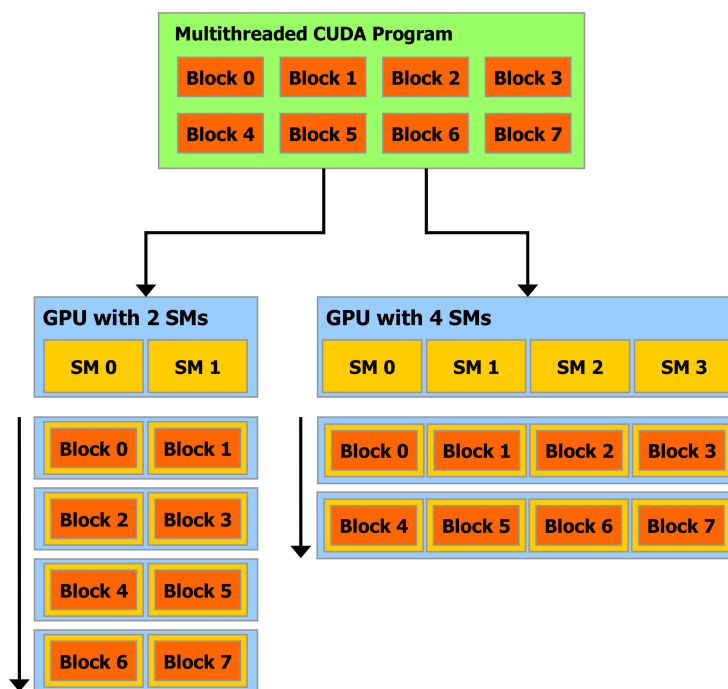 Multithreaded CUDA Program
Block 0 Block 1 Block 2 Block 3
Block 4 Block 5 Block 6 Block 7
GPU with 2 SMs
SM 0 SM 1
Block 0 Block 1
Block 2 Block 3
Block 4 Block 5
Block 6 Block 7
GPU with 4 SMs
SM 0 SM 1 SM 2 SM 3
Block 0 Block 1 Block 2 Block 3
Block 4 Block 5 Block 6 Block 7